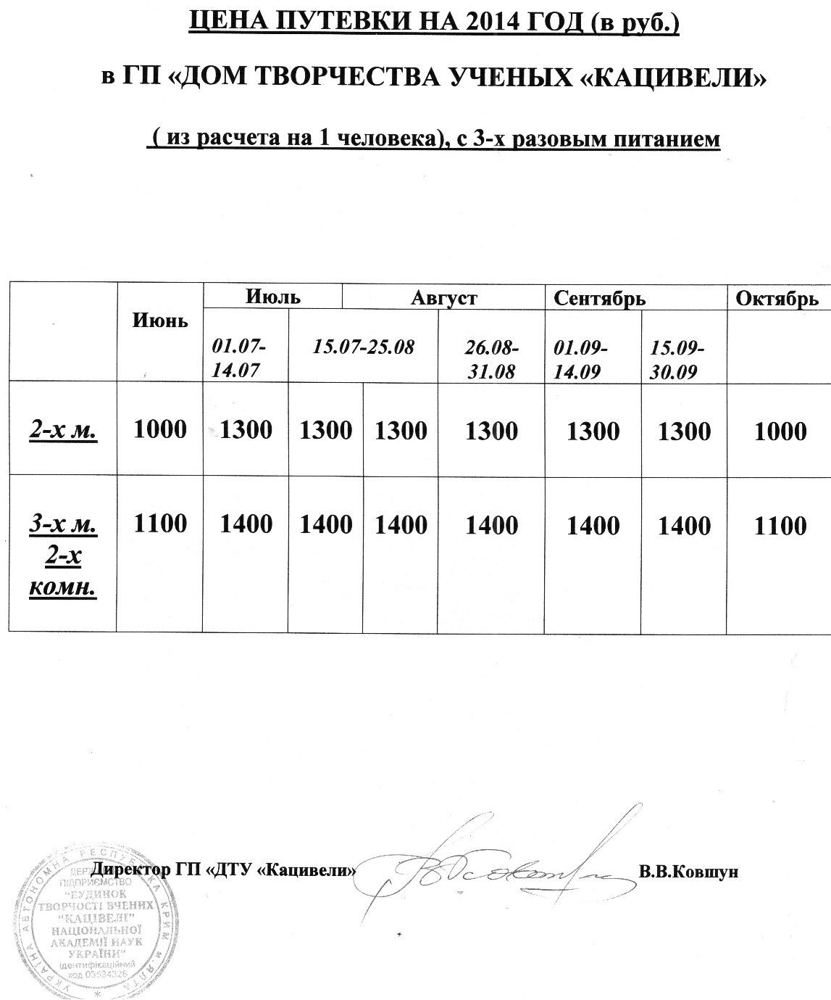 ЦЕНА ПУТЕВКИ НА 2014 ГОД (в руб.)
в ГП «ДОМ ТВОРЧЕСТВА УЧЕНЫХ «КАЦИВЕЛИ»
( из расчета на 1 человека), с 3-х разовым питанием
Июнь Июль Август Сентябрь Октябрь
01.07-14.07 15.07-25.08 26.08-31.08 01.09-14.09 15.09-30.09
2-х м. 1000 1300 1300 1300 1300 1300 1300 1000
3-х м. 1100 1400 1400 1400 1400 1400 1400 1100
2-х
комн.
Директор ГП «ДТУ «Кацивели» В.В.Ковшун
УКРАЇНА АВТОНОМНА РЕСПУБЛІКА КРИМ м.ЯЛТА
ПІДПРИЄМСТВО
"БУДИНОК
ТВОРЧОСТІ ВЧЕНИХ
"КАЦІВЕЛІ"
НАЦІОНАЛЬНОЇ
АКАДЕМІЇ НАУК
УКРАЇНИ"
ідентифікаційний
код 03534326